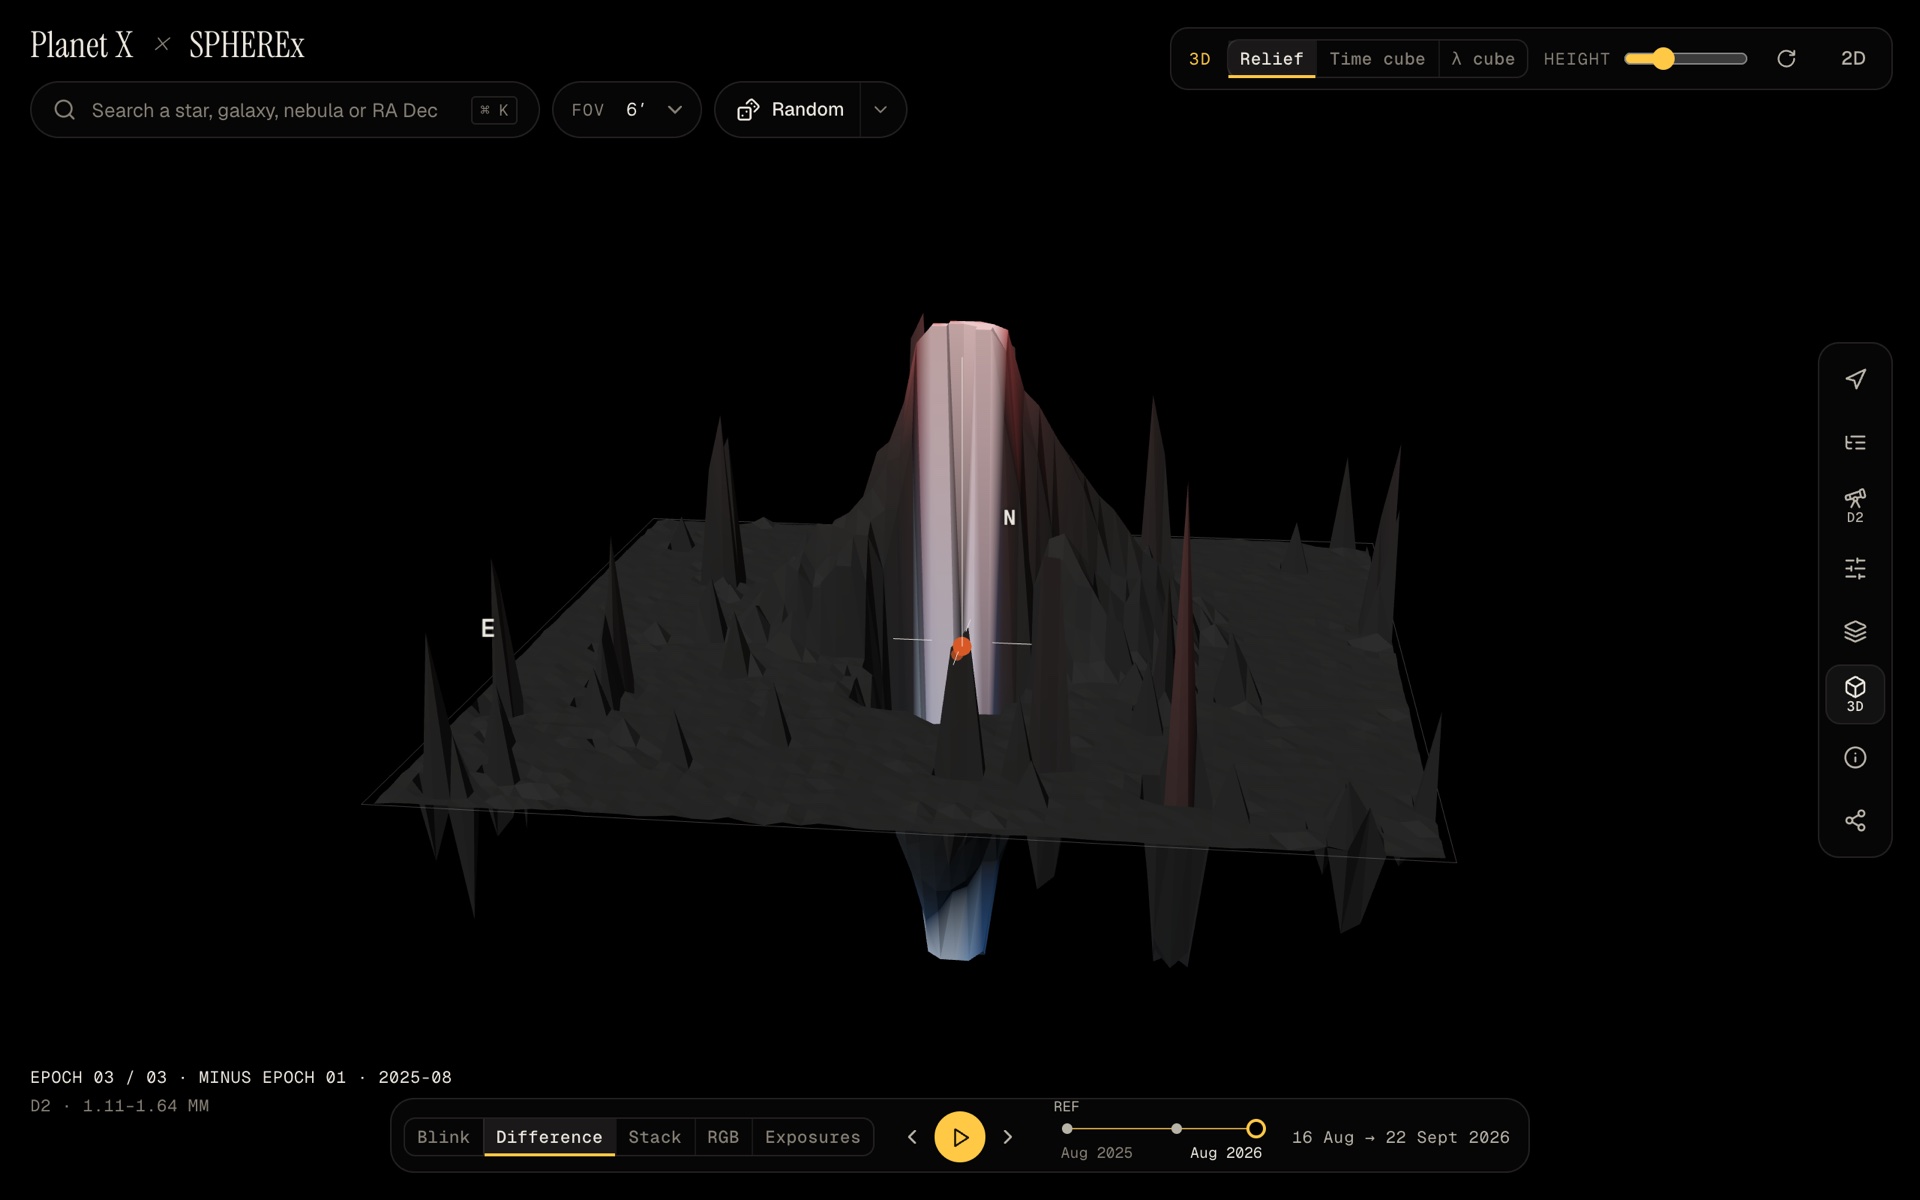 Planet X × SPHEREx
3D Relief Time cube λ cube HEIGHT 2D
Search a star, galaxy, nebula or RA Dec ⌘ K
FOV 6′
Random
N
E
D2
3D
EPOCH 03 / 03 · MINUS EPOCH 01 · 2025-08
D2 · 1.11–1.64 MM
Blink Difference Stack RGB Exposures
REF
Aug 2025 Aug 2026
16 Aug → 22 Sept 2026